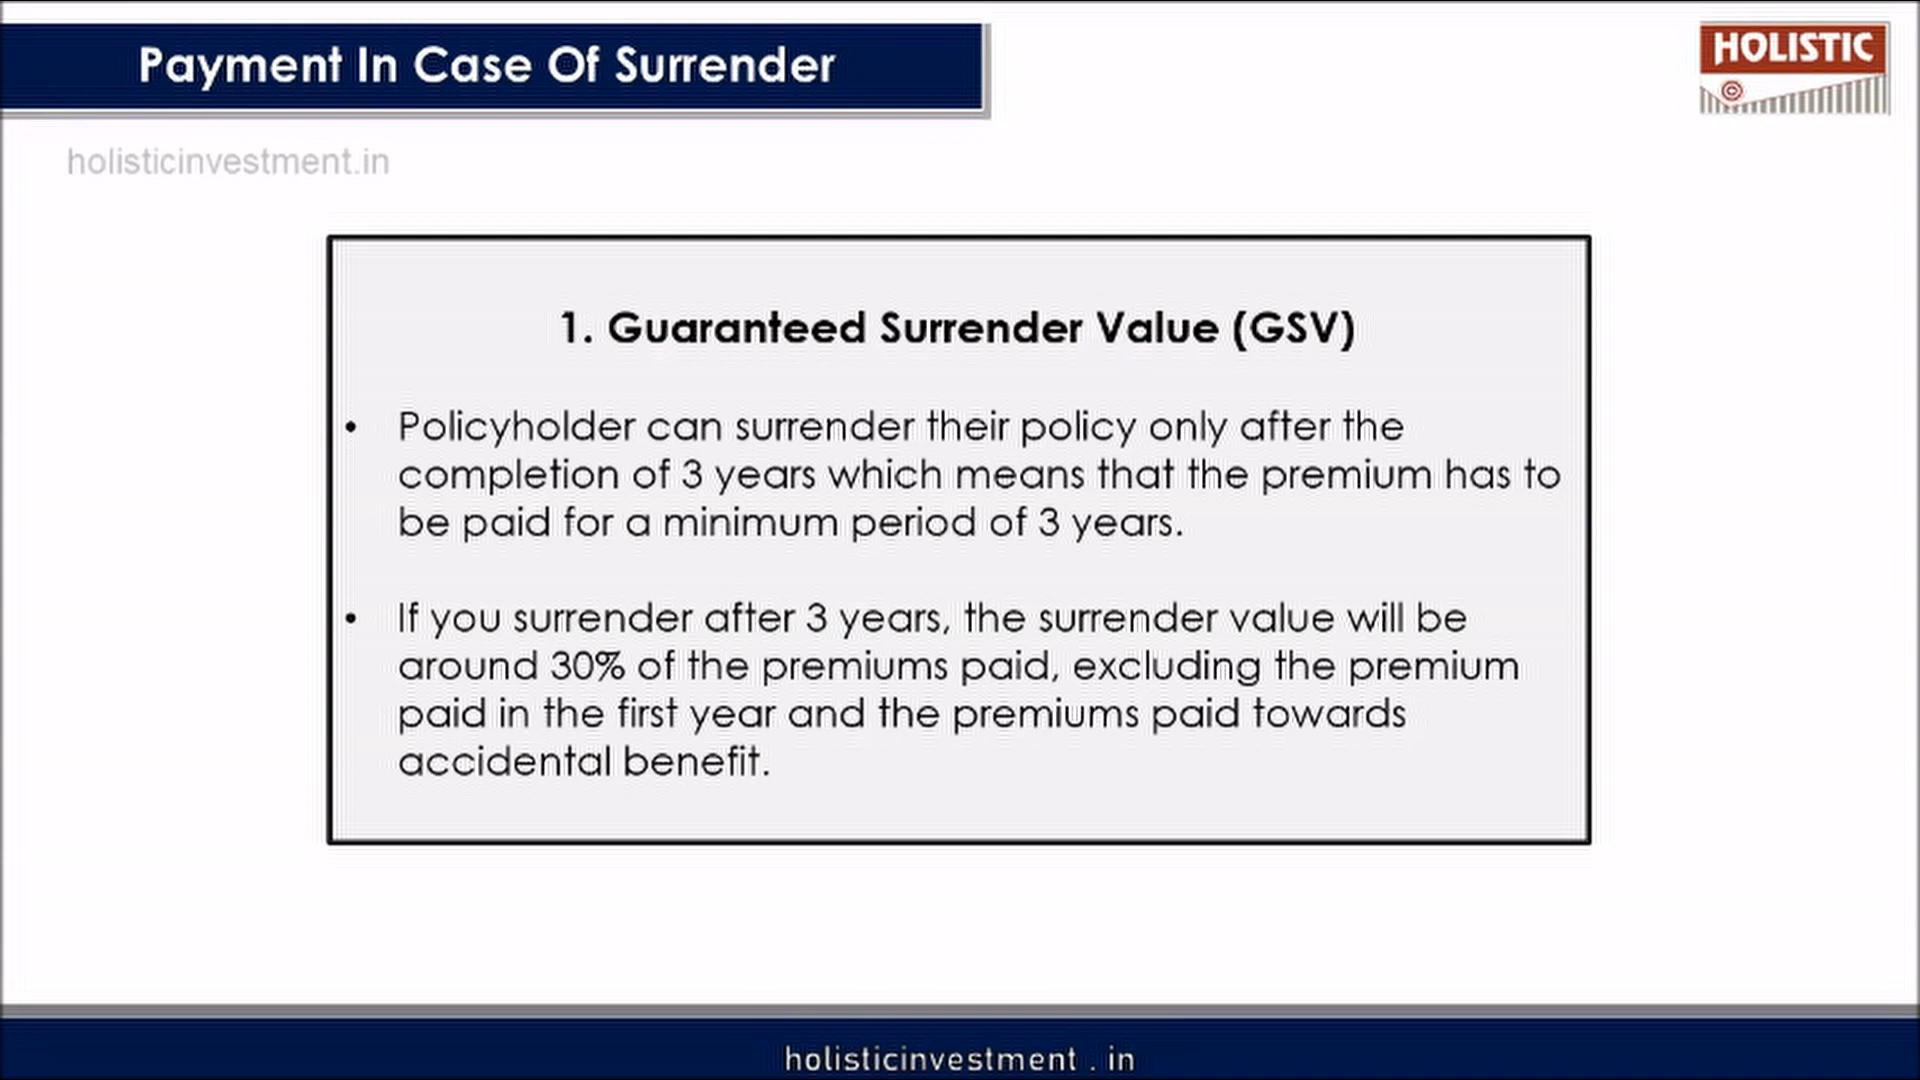 Payment In Case Of Surrender
HOLISTIC
©
holisticinvestment.in
1. Guaranteed Surrender Value (GSV)
• Policyholder can surrender their policy only after the
completion of 3 years which means that the premium has to
be paid for a minimum period of 3 years.
• If you surrender after 3 years, the surrender value will be
around 30% of the premiums paid, excluding the premium
paid in the first year and the premiums paid towards
accidental benefit.
holisticinvestment . in